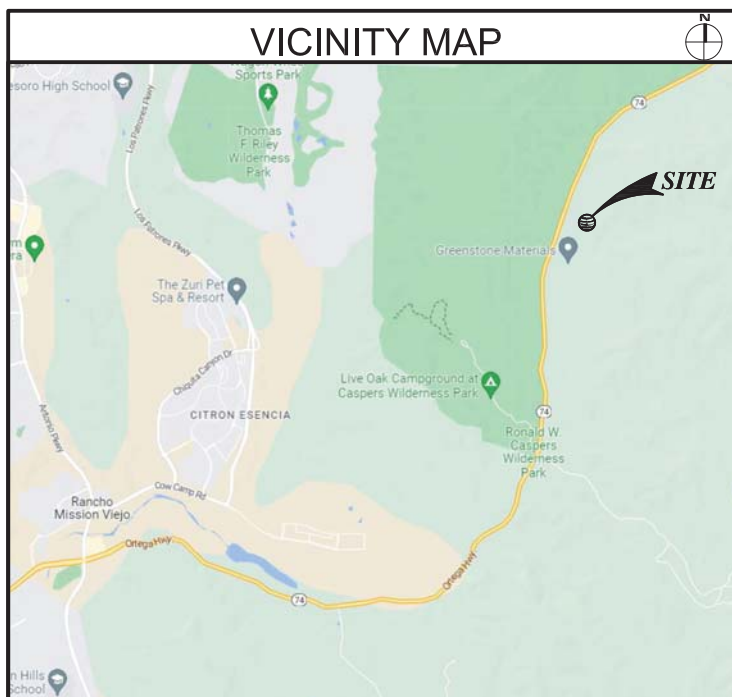 VICINITY MAP
N
esoro High School
Sports Park
Los Patrones Pkwy
74
Thomas
F. Riley
Wilderness
Park
SITE
Los Patrones Pkwy
Greenstone Materials
The Zuri Pet
Spa & Resort
Chiquita Canyon Dr
Live Oak Campground at
Caspers Wilderness Park
CITRON ESENCIA
74
Antonio Pkwy
Ronald W.
Caspers
Wilderness
Park
Cow Camp Rd
Rancho
Mission Viejo
Ortega Hwy
Ortega Hwy
74
n Hills
School